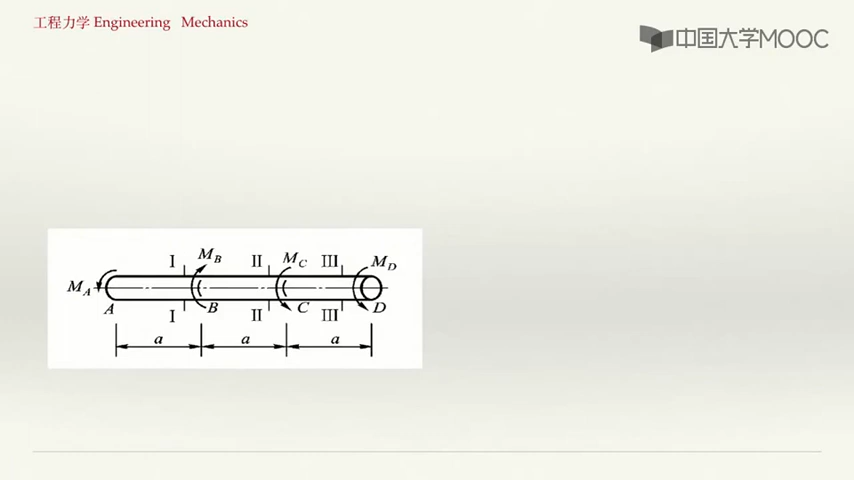 工程力学 Engineering Mechanics
中国大学MOOC
I M_B II M_C III M_D
M_A
A B C D
I II III
a a a